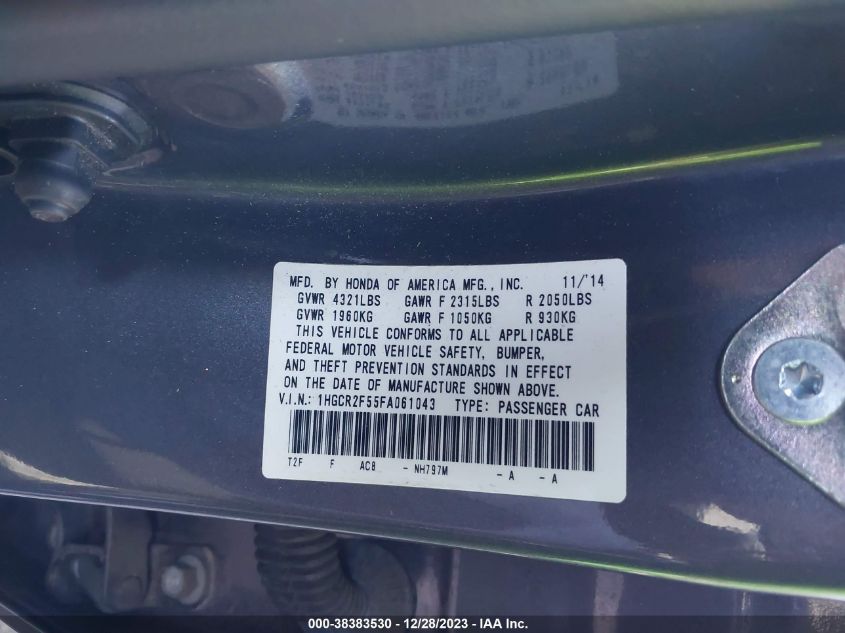 MFD. BY HONDA OF AMERICA MFG., INC. 11/'14
GVWR 4321LBS GAWR F 2315LBS R 2050LBS
GVWR 1960KG GAWR F 1050KG R 930KG
THIS VEHICLE CONFORMS TO ALL APPLICABLE
FEDERAL MOTOR VEHICLE SAFETY, BUMPER,
AND THEFT PREVENTION STANDARDS IN EFFECT
ON THE DATE OF MANUFACTURE SHOWN ABOVE.
V.I.N.: 1HGCR2F55FA061043 TYPE: PASSENGER CAR
T2F F AC8 - NH797M - A - A
000-38383530 - 12/28/2023 - IAA Inc.